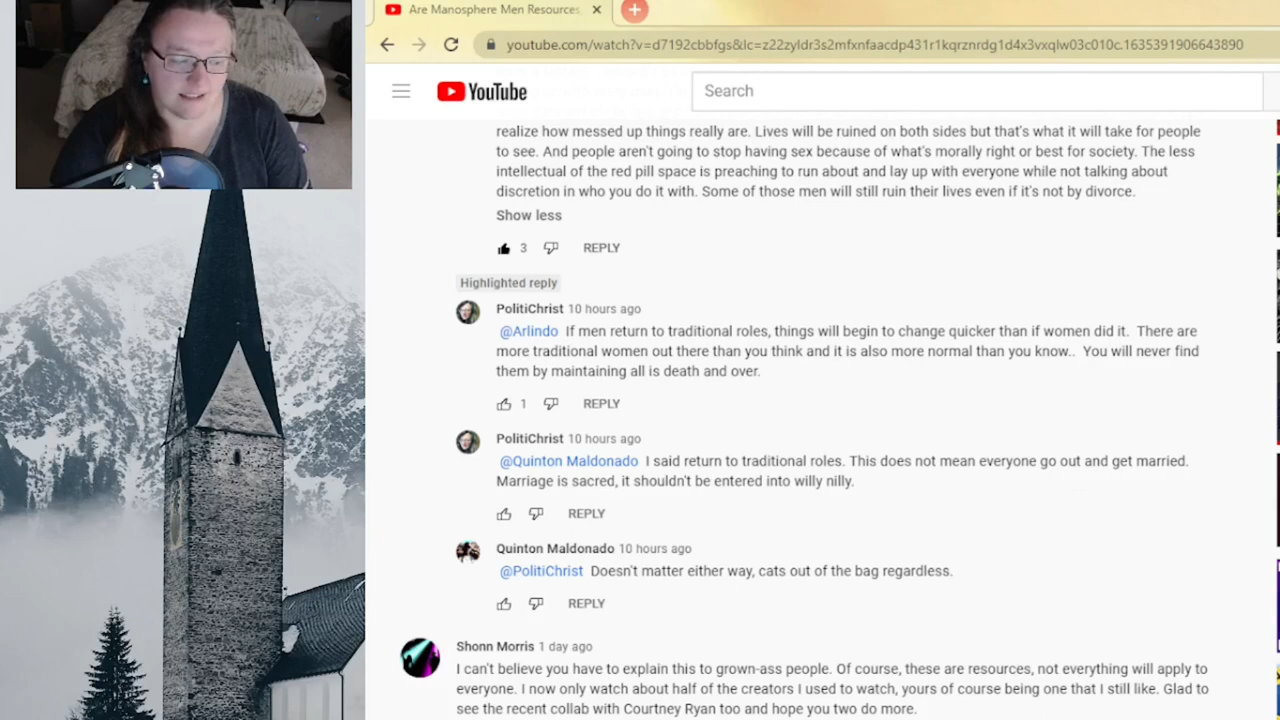 Are Manosphere Men Resources
youtube.com/watch?v=d7192cbbfgs&lc=z22zyldr3s2mfxnfaacdp431r1kqrznrdg1d4x3vxqlw03c010c.1635391906643890
YouTube
Search
realize how messed up things really are. Lives will be ruined on both sides but that's what it will take for people
to see. And people aren't going to stop having sex because of what's morally right or best for society. The less
intellectual of the red pill space is preaching to run about and lay up with everyone while not talking about
discretion in who you do it with. Some of those men will still ruin their lives even if it's not by divorce.
Show less
3 REPLY
Highlighted reply
PolitiChrist 10 hours ago
@Arlindo If men return to traditional roles, things will begin to change quicker than if women did it. There are
more traditional women out there than you think and it is also more normal than you know.. You will never find
them by maintaining all is death and over.
1 REPLY
PolitiChrist 10 hours ago
@Quinton Maldonado I said return to traditional roles. This does not mean everyone go out and get married.
Marriage is sacred, it shouldn't be entered into willy nilly.
REPLY
Quinton Maldonado 10 hours ago
@PolitiChrist Doesn't matter either way, cats out of the bag regardless.
REPLY
Shonn Morris 1 day ago
I can't believe you have to explain this to grown-ass people. Of course, these are resources, not everything will apply to
everyone. I now only watch about half of the creators I used to watch, yours of course being one that I still like. Glad to
see the recent collab with Courtney Ryan too and hope you two do more.